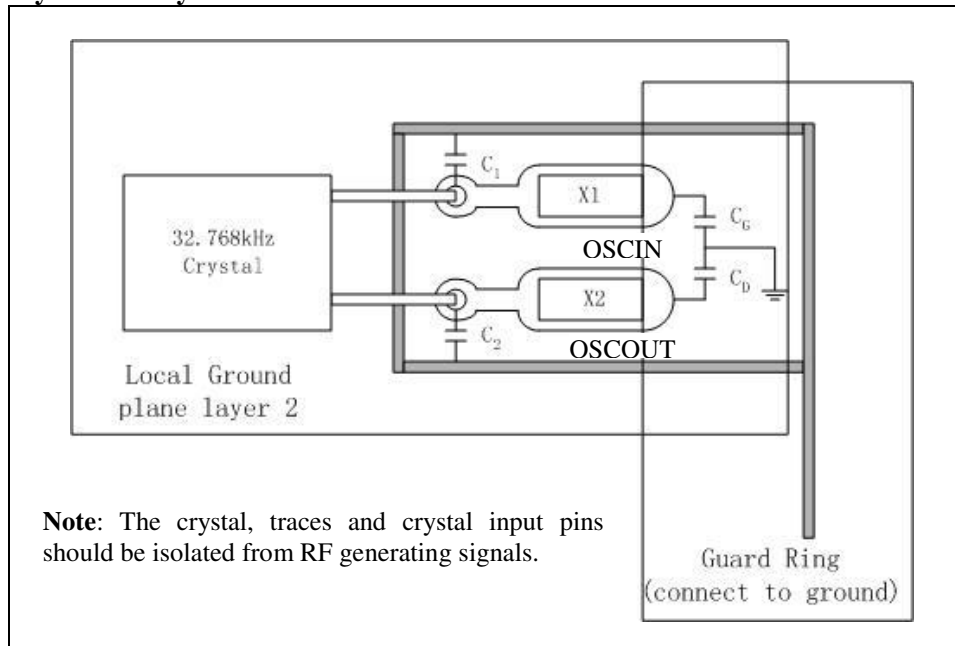 32.768kHz
Crystal
C1
X1
OSCIN
CG
CD
X2
C2
OSCOUT
Local Ground
plane layer 2
Note: The crystal, traces and crystal input pins
should be isolated from RF generating signals.
Guard Ring
(connect to ground)